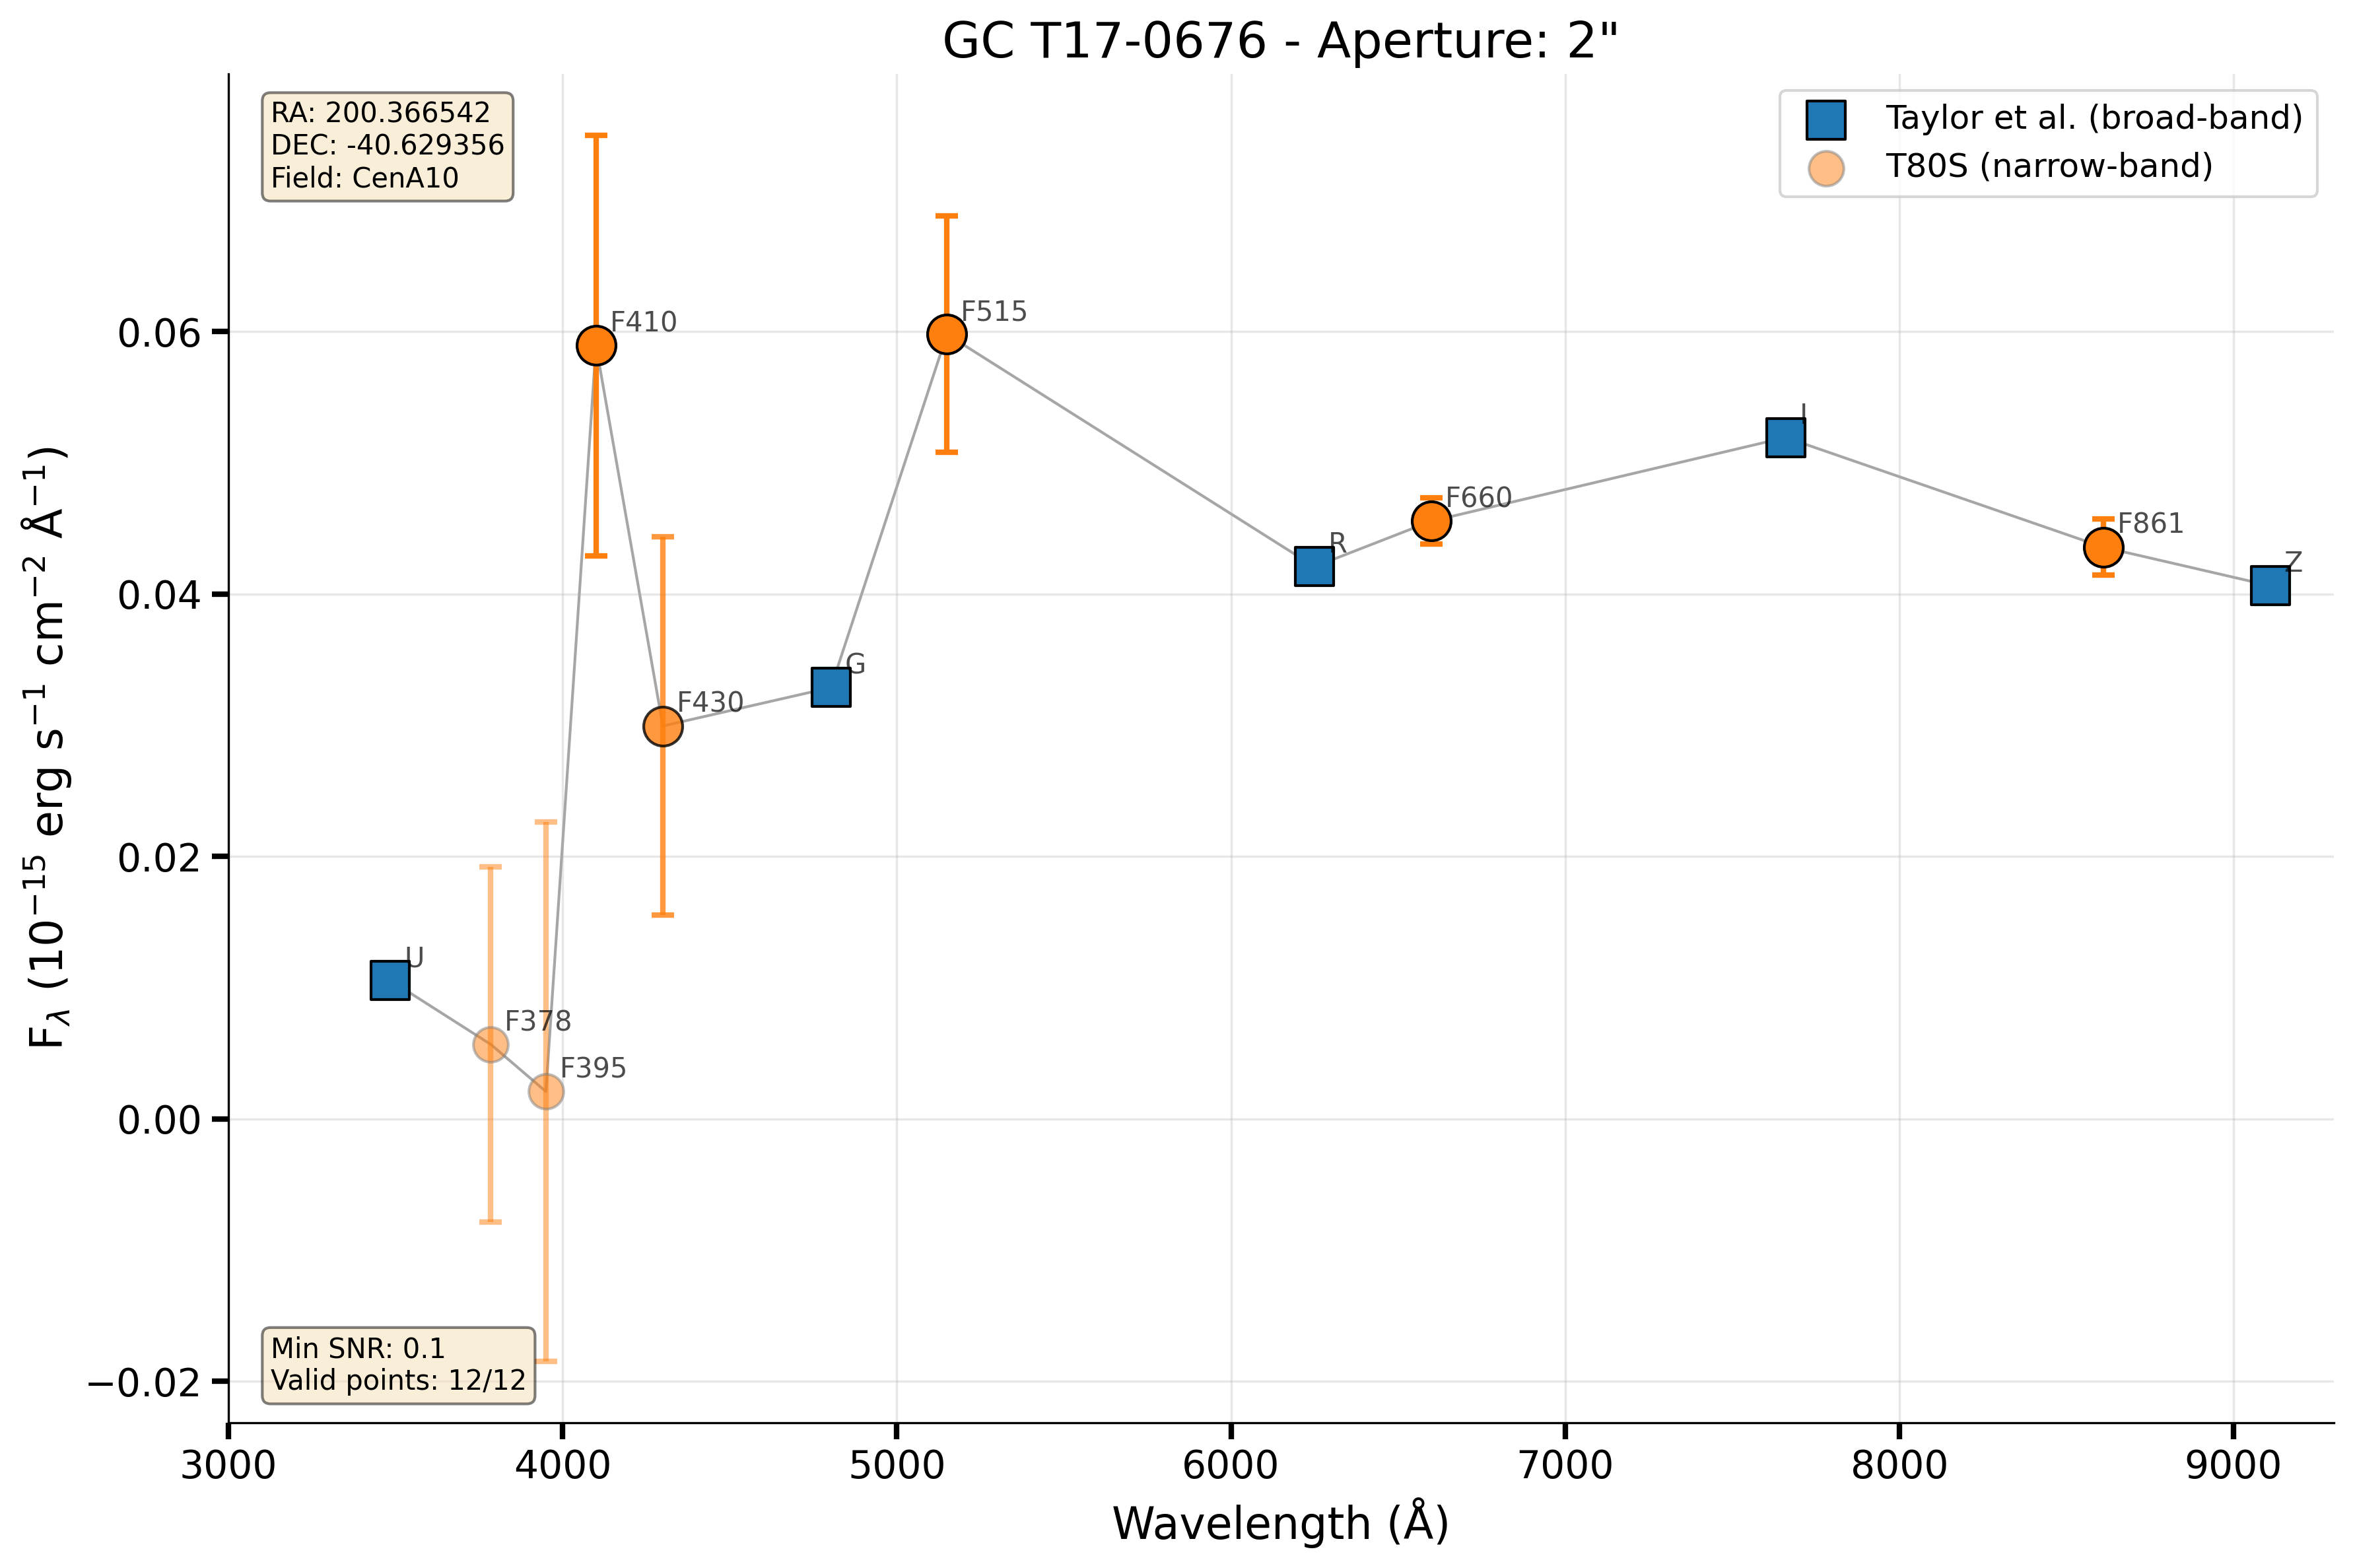 GC T17-0676 - Aperture: 2"
RA: 200.366542
DEC: -40.629356
Field: CenA10
Taylor et al. (broad-band)
T80S (narrow-band)
F410
F515
I
F660
F861
R
Z
G
F430
U
F378
F395
Min SNR: 0.1
Valid points: 12/12
0.06
0.04
0.02
0.00
−0.02
3000 4000 5000 6000 7000 8000 9000
Wavelength (Å)
Fλ (10⁻¹⁵ erg s⁻¹ cm⁻² Å⁻¹)